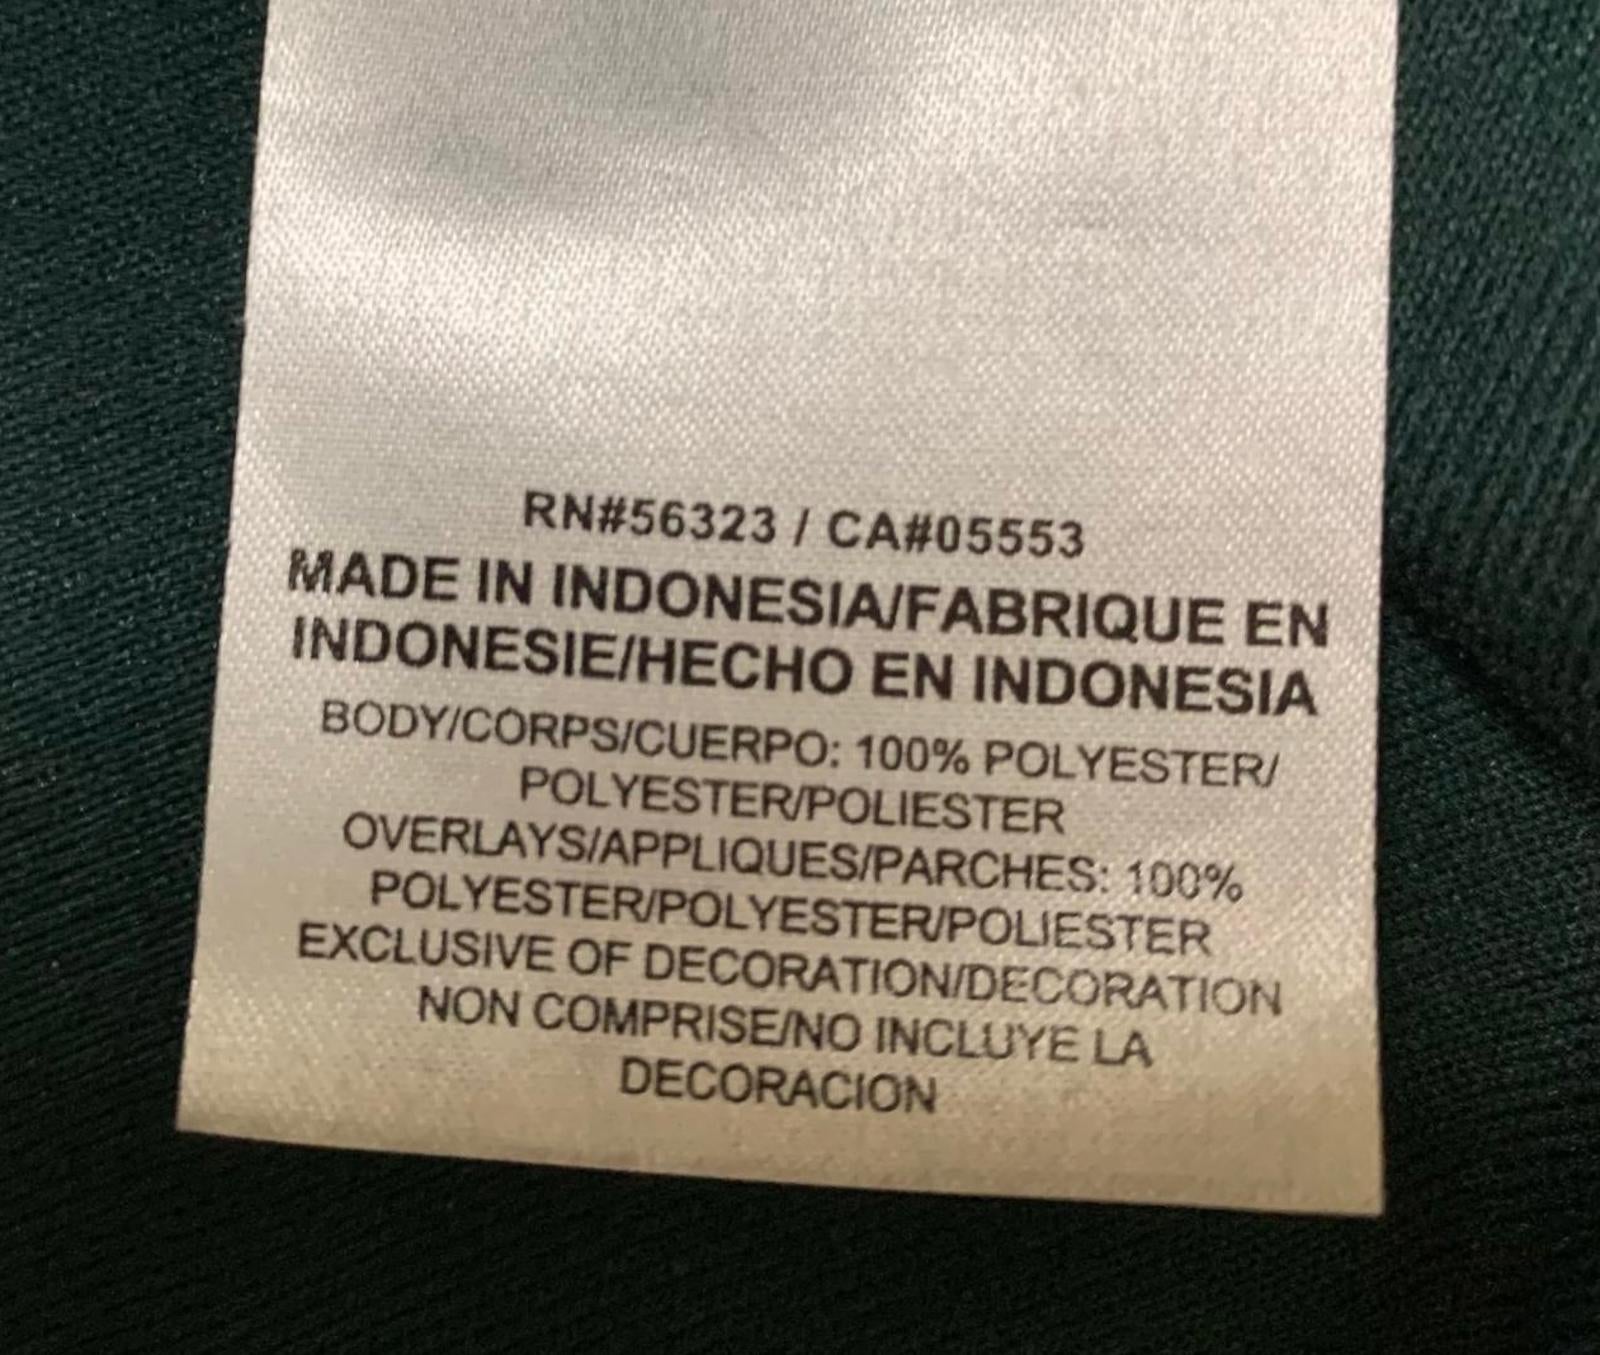 RN#56323 / CA#05553
MADE IN INDONESIA/FABRIQUE EN
INDONESIE/HECHO EN INDONESIA
BODY/CORPS/CUERPO: 100% POLYESTER/
POLYESTER/POLIESTER
OVERLAYS/APPLIQUES/PARCHES: 100%
POLYESTER/POLYESTER/POLIESTER
EXCLUSIVE OF DECORATION/DECORATION
NON COMPRISE/NO INCLUYE LA
DECORACION